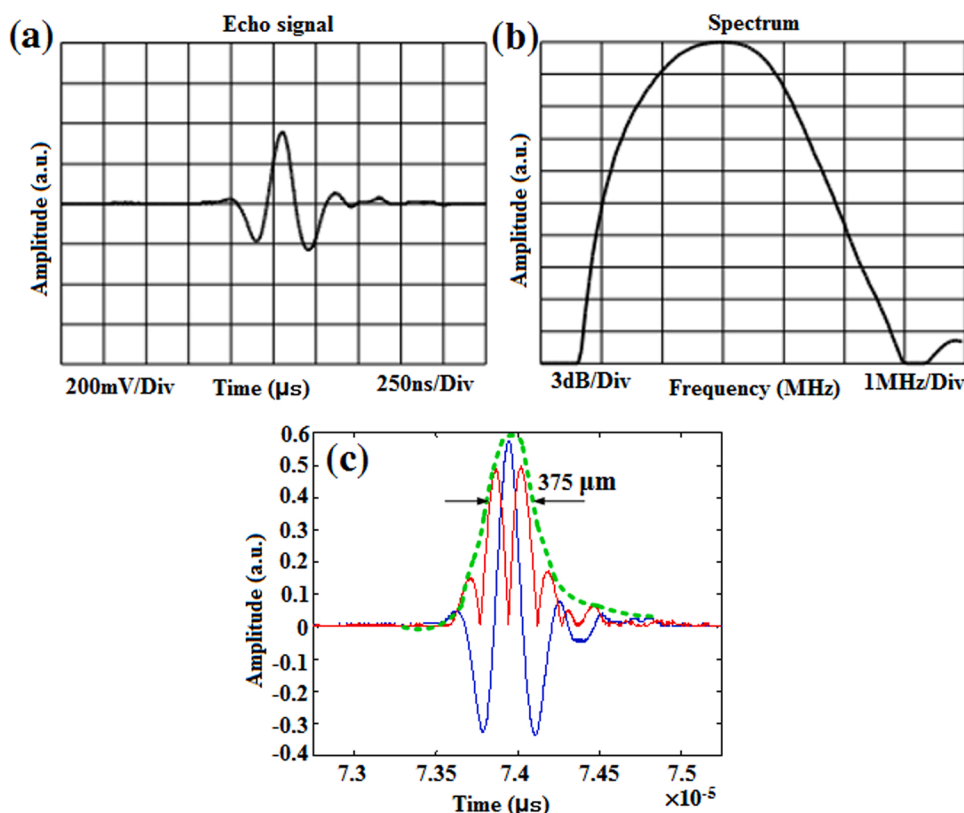 (a)
Echo signal
Amplitude (a.u.)
200mV/Div
Time (μs)
250ns/Div
(b)
Spectrum
Amplitude (a.u.)
3dB/Div
Frequency (MHz)
1MHz/Div
(c)
375 μm
Amplitude (a.u.)
0.6
0.5
0.4
0.3
0.2
0.1
0
-0.1
-0.2
-0.3
-0.4
7.3
7.35
7.4
7.45
7.5
Time (μs)
×10⁻⁵